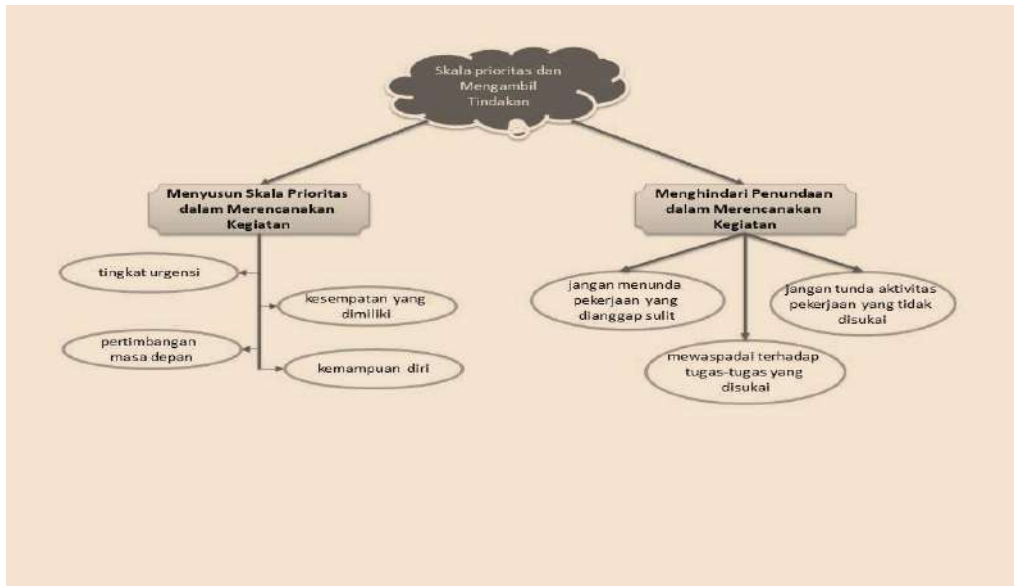 Skala prioritas dan
Mengambil
Tindakan
Menyusun Skala Prioritas
dalam Merencanakan
Kegiatan
tingkat urgensi
kesempatan yang
dimiliki
pertimbangan
masa depan
kemampuan diri
Menghindari Penundaan
dalam Merencanakan
Kegiatan
jangan menunda
pekerjaan yang
dianggap sulit
mewaspadai terhadap
tugas-tugas yang
disukai
jangan tunda aktivitas
pekerjaan yang tidak
disukai